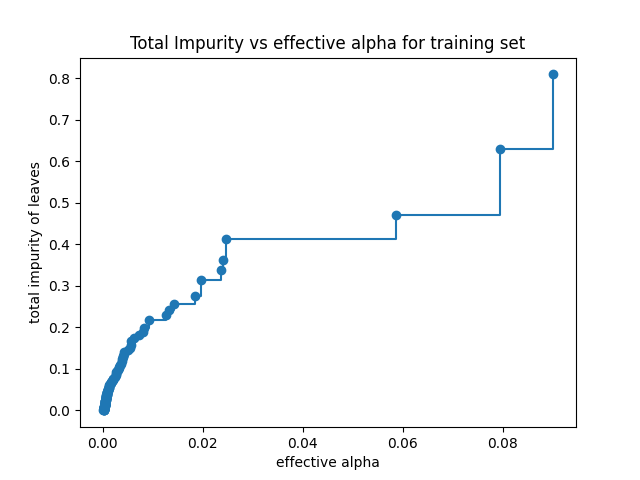 Total Impurity vs effective alpha for training set
total impurity of leaves
0.8
0.7
0.6
0.5
0.4
0.3
0.2
0.1
0.0
0.00 0.02 0.04 0.06 0.08
effective alpha